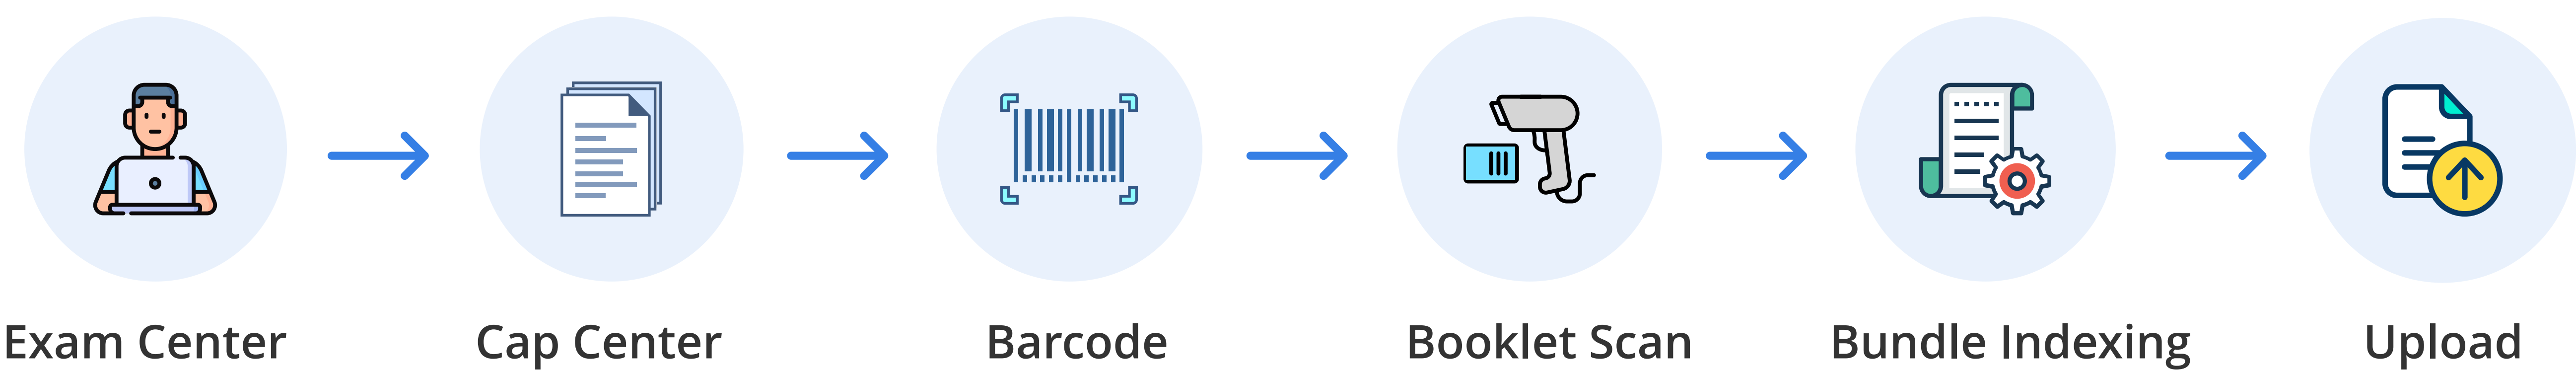 Exam Center
Cap Center
Barcode
Booklet Scan
Bundle Indexing
Upload